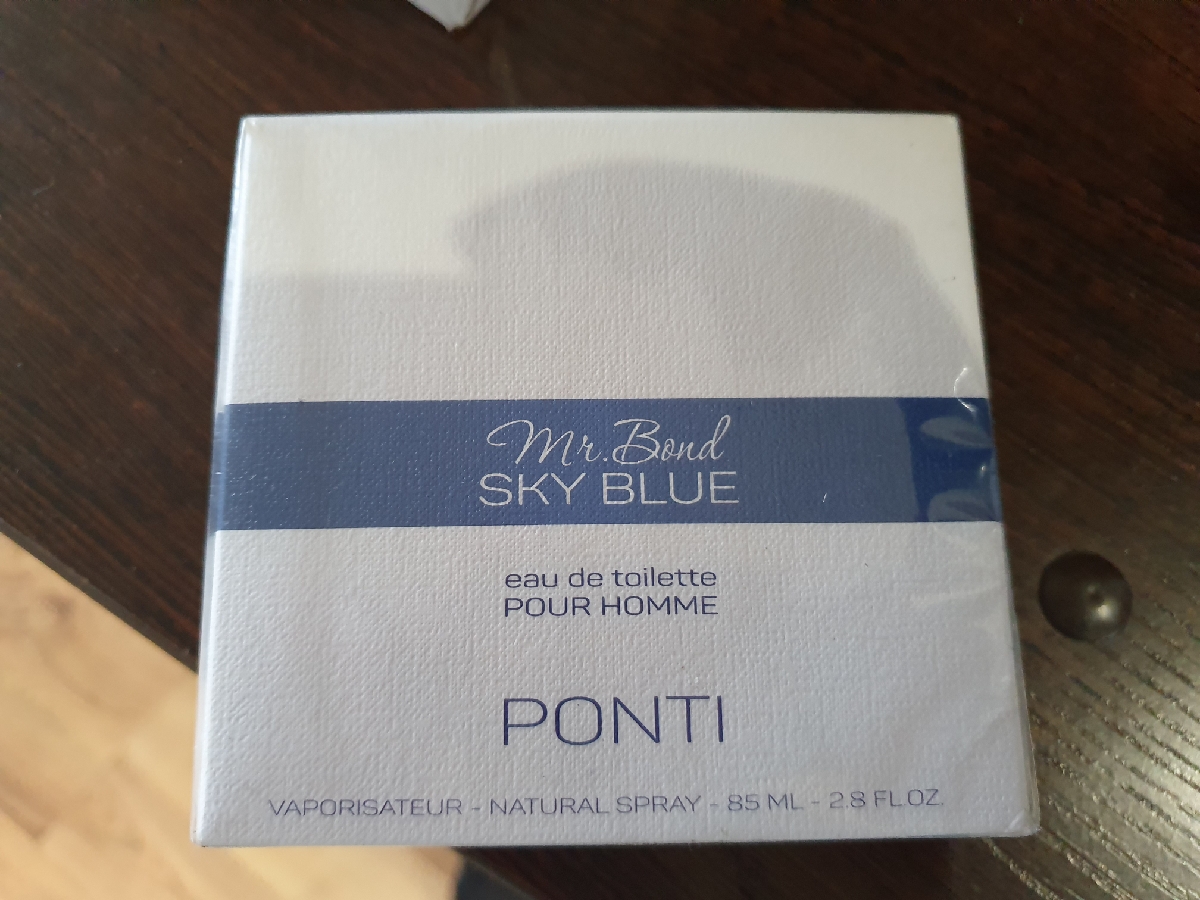 Mr. Bond
SKY BLUE
eau de toilette
POUR HOMME
PONTI
VAPORISATEUR - NATURAL SPRAY - 85 ML - 2.8 FL.OZ.